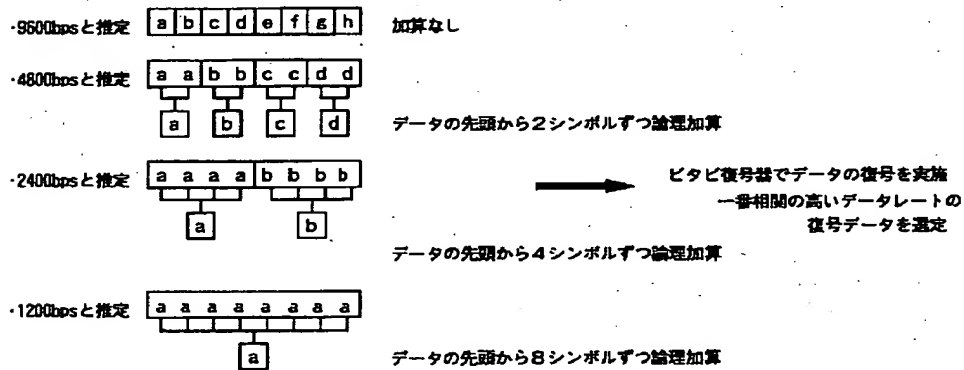 ・9600bpsと推定 a b c d e f g h 加算なし
・4800bpsと推定 a a b b c c d d
a b c d データの先頭から2シンボルずつ論理加算
・2400bpsと推定 a a a a b b b b
a b
データの先頭から4シンボルずつ論理加算
ビタビ復号器でデータの復号を実施
一番相関の高いデータレートの
復号データを選定
・1200bpsと推定 a a a a a a a a
a データの先頭から8シンボルずつ論理加算